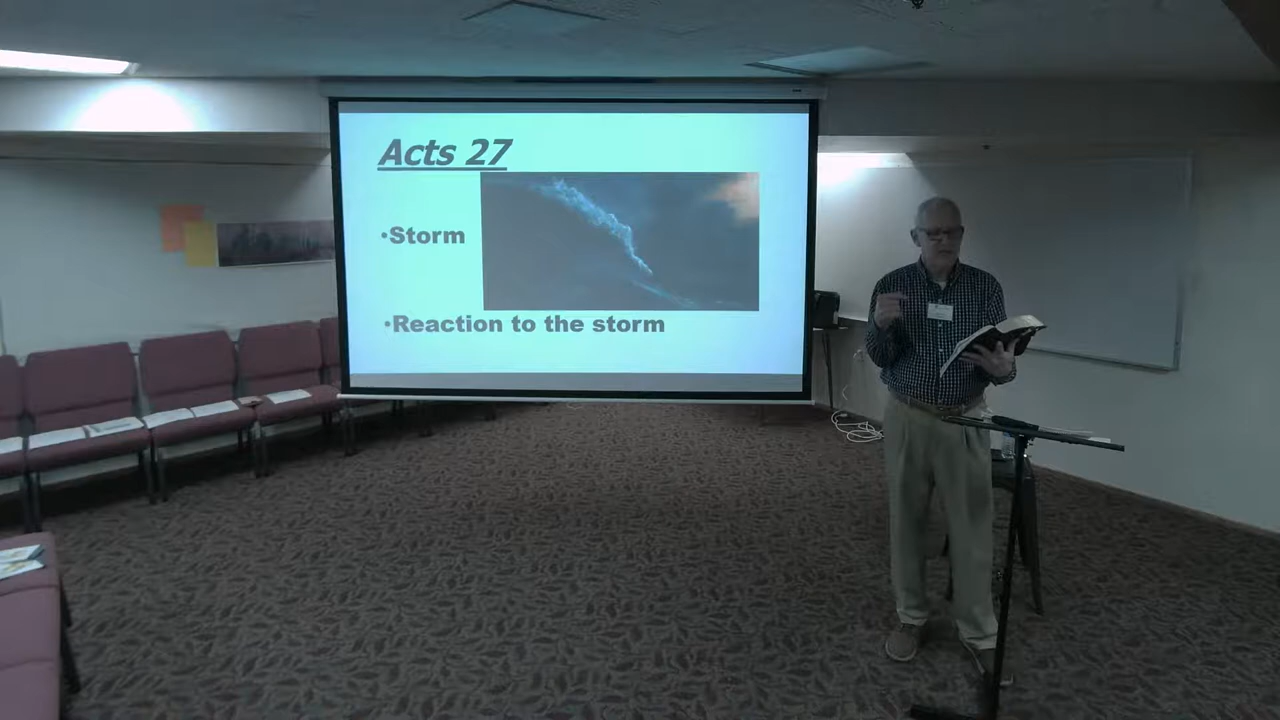 Acts 27
•Storm
•Reaction to the storm